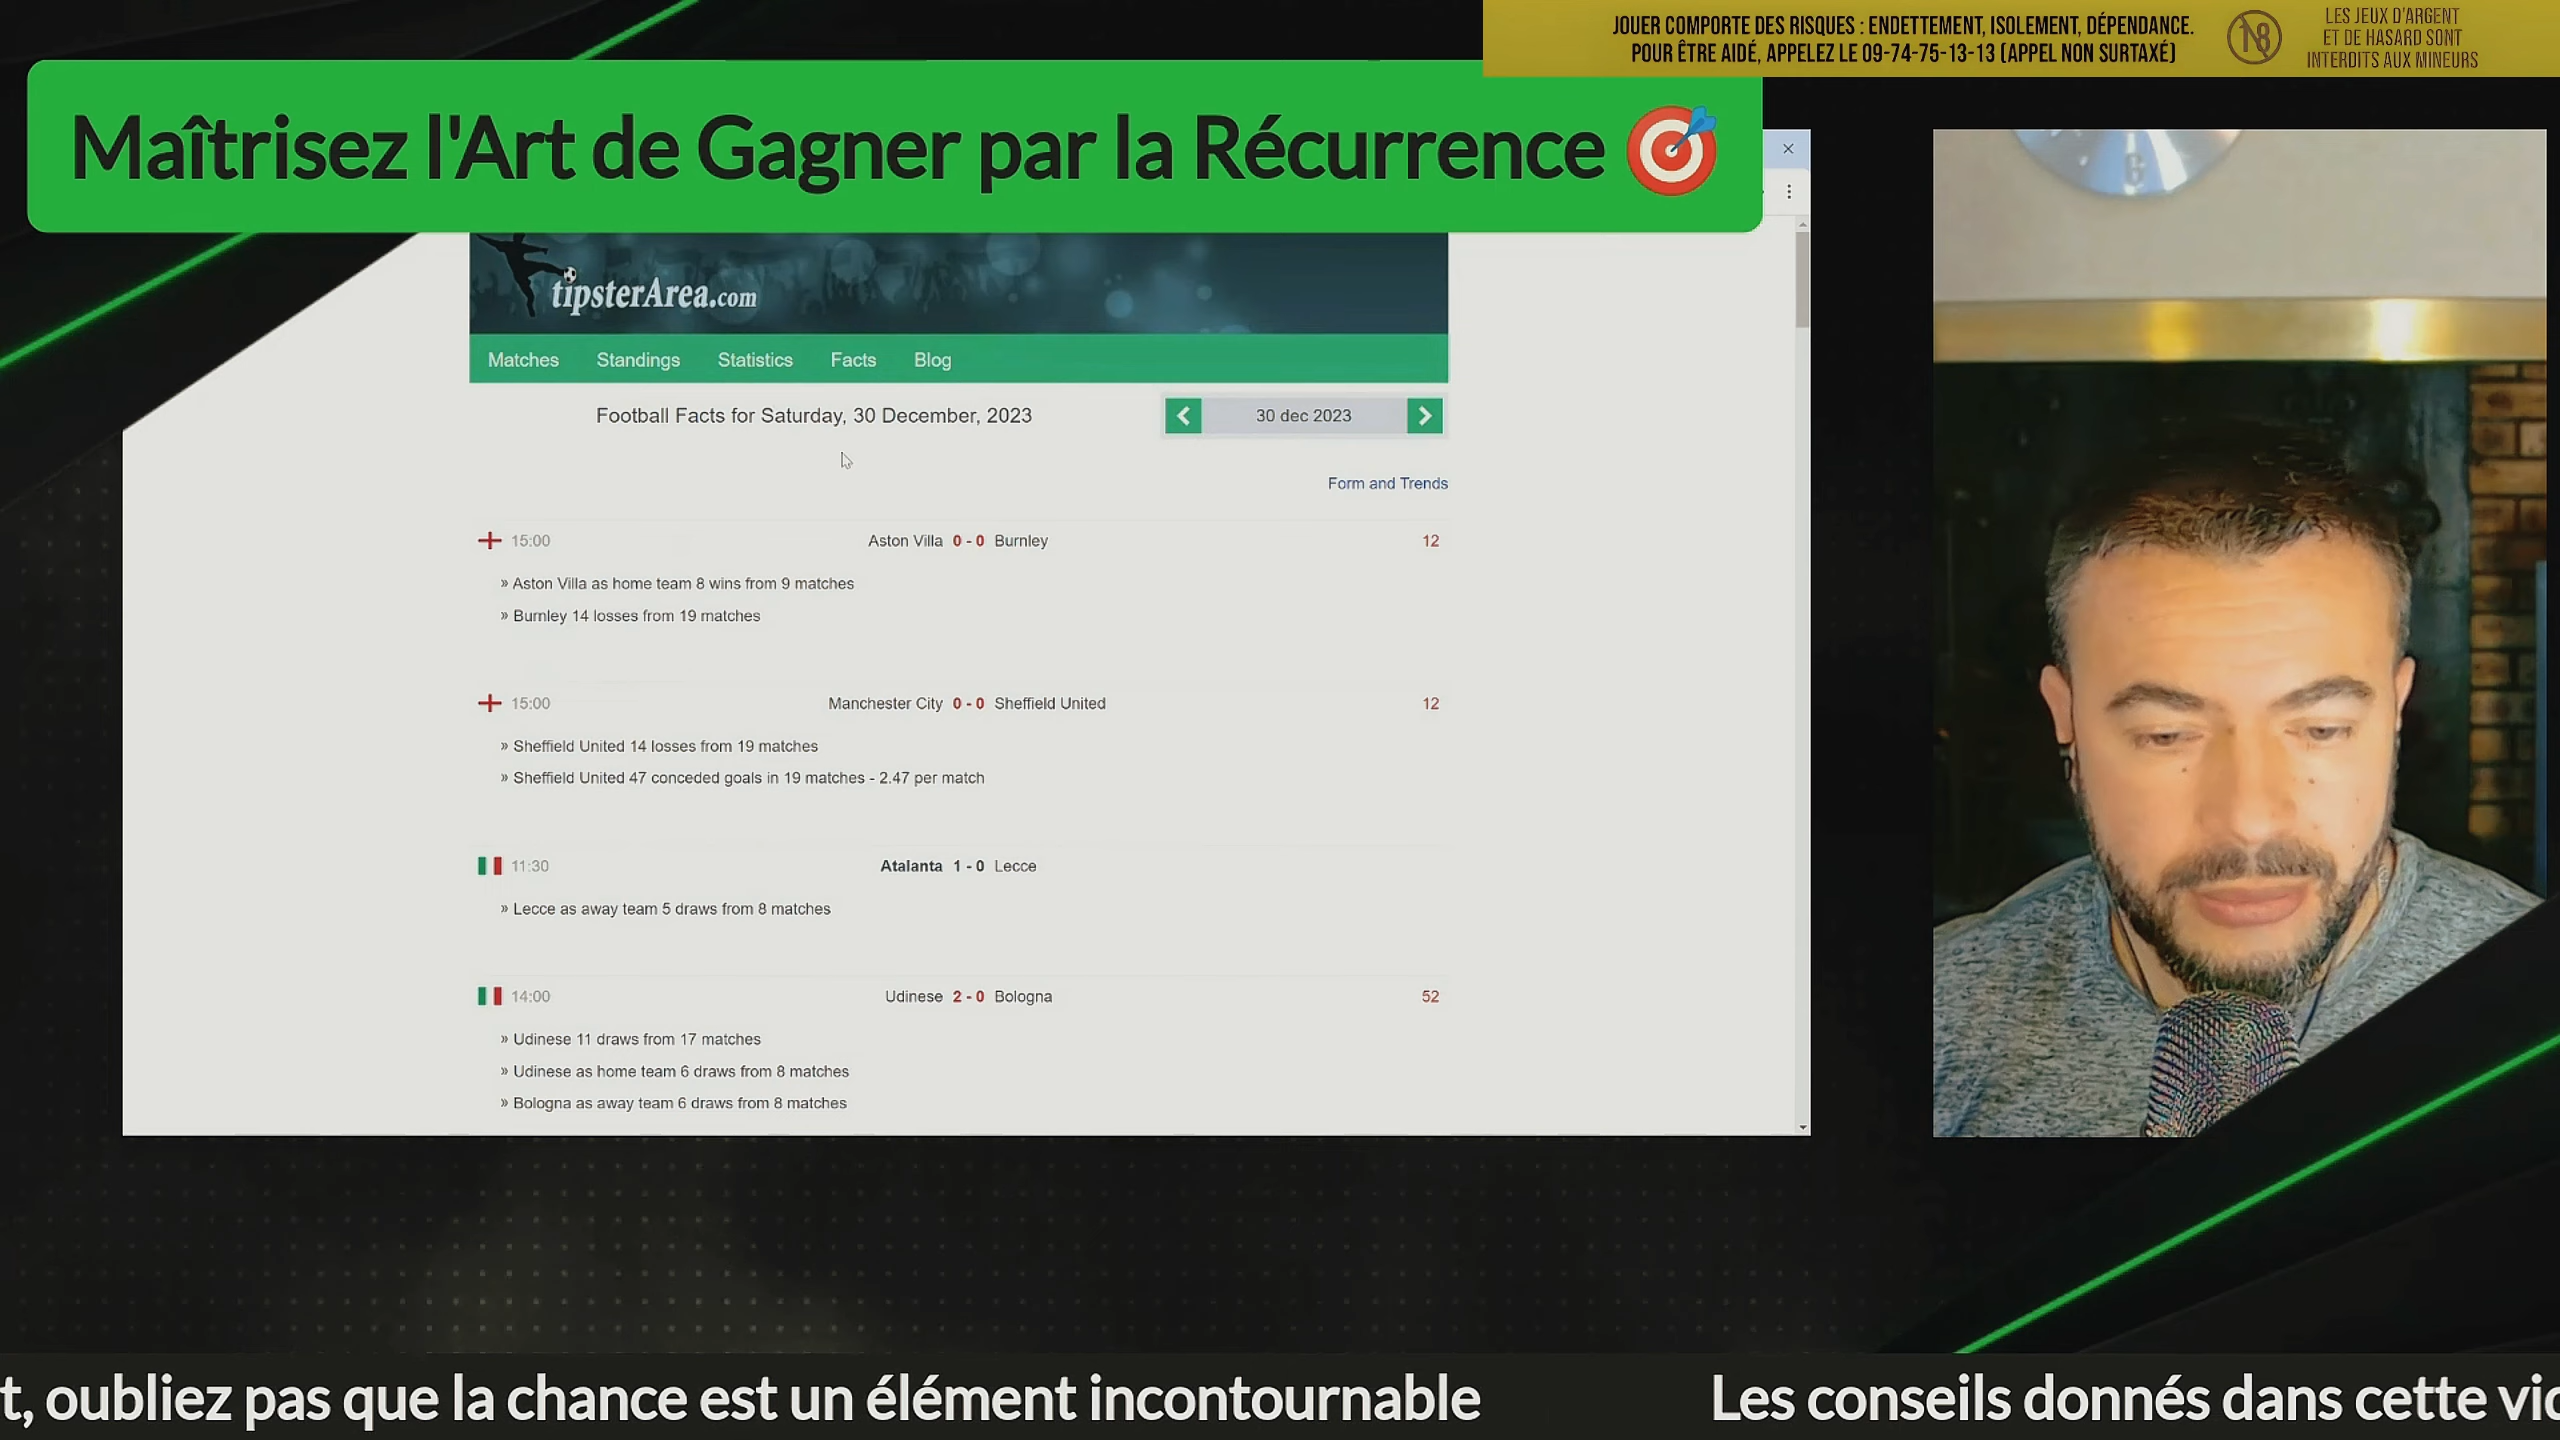 JOUER COMPORTE DES RISQUES : ENDETTEMENT, ISOLEMENT, DÉPENDANCE.
POUR ÊTRE AIDÉ, APPELEZ LE 09-74-75-13-13 (APPEL NON SURTAXÉ)
18
LES JEUX D'ARGENT
ET DE HASARD SONT
INTERDITS AUX MINEURS
Maîtrisez l'Art de Gagner par la Récurrence
tipsterArea.com
Matches Standings Statistics Facts Blog
Football Facts for Saturday, 30 December, 2023
30 dec 2023
Form and Trends
15:00 Aston Villa 0 - 0 Burnley 12
» Aston Villa as home team 8 wins from 9 matches
» Burnley 14 losses from 19 matches
15:00 Manchester City 0 - 0 Sheffield United 12
» Sheffield United 14 losses from 19 matches
» Sheffield United 47 conceded goals in 19 matches - 2.47 per match
11:30 Atalanta 1 - 0 Lecce
» Lecce as away team 5 draws from 8 matches
14:00 Udinese 2 - 0 Bologna 52
» Udinese 11 draws from 17 matches
» Udinese as home team 6 draws from 8 matches
» Bologna as away team 6 draws from 8 matches
t, oubliez pas que la chance est un élément incontournable
Les conseils donnés dans cette vid